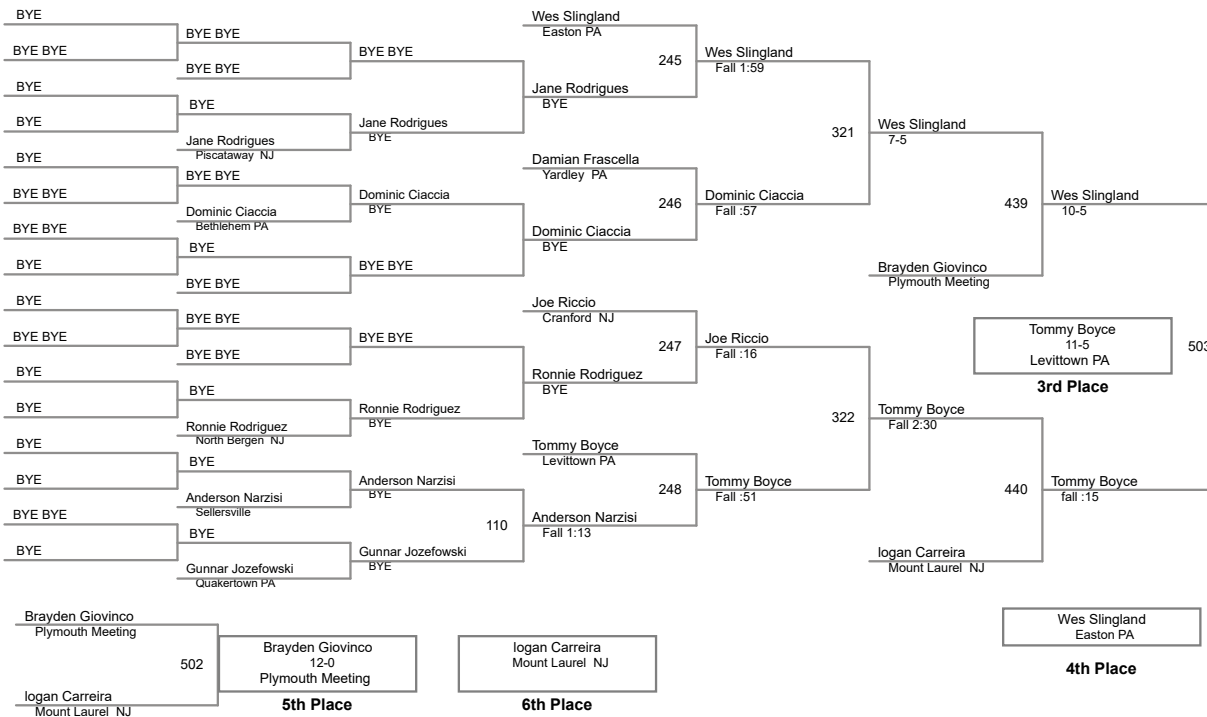 BYE
BYE BYE
BYE
BYE
BYE
BYE BYE
BYE BYE
BYE
BYE
BYE BYE
BYE
BYE
BYE
BYE
BYE BYE
BYE
BYE BYE
BYE BYE
BYE
Jane Rodrigues
Piscataway NJ
BYE BYE
Dominic Ciaccia
Bethlehem PA
BYE
BYE BYE
BYE BYE
BYE BYE
BYE
Ronnie Rodriguez
North Bergen NJ
BYE
Anderson Narzisi
Sellersville
BYE
Gunnar Jozefowski
Quakertown PA
BYE BYE
Jane Rodrigues
BYE
Dominic Ciaccia
BYE
BYE BYE
BYE BYE
Ronnie Rodriguez
BYE
Anderson Narzisi
BYE
110
Gunnar Jozefowski
BYE
Wes Slingland
Easton PA
245
Jane Rodrigues
BYE
Damian Frascella
Yardley PA
246
Dominic Ciaccia
BYE
Joe Riccio
Cranford NJ
247
Ronnie Rodriguez
BYE
Tommy Boyce
Levittown PA
248
Anderson Narzisi
Fall 1:13
Wes Slingland
Fall 1:59
321
Dominic Ciaccia
Fall :57
Joe Riccio
Fall :16
322
Tommy Boyce
Fall :51
Wes Slingland
7-5
439
Brayden Giovinco
Plymouth Meeting
Tommy Boyce
Fall 2:30
440
logan Carreira
Mount Laurel NJ
Wes Slingland
10-5
Tommy Boyce
11-5
Levittown PA
503
3rd Place
Tommy Boyce
fall :15
Wes Slingland
Easton PA
4th Place
Brayden Giovinco
Plymouth Meeting
502
logan Carreira
Mount Laurel NJ
Brayden Giovinco
12-0
Plymouth Meeting
5th Place
logan Carreira
Mount Laurel NJ
6th Place